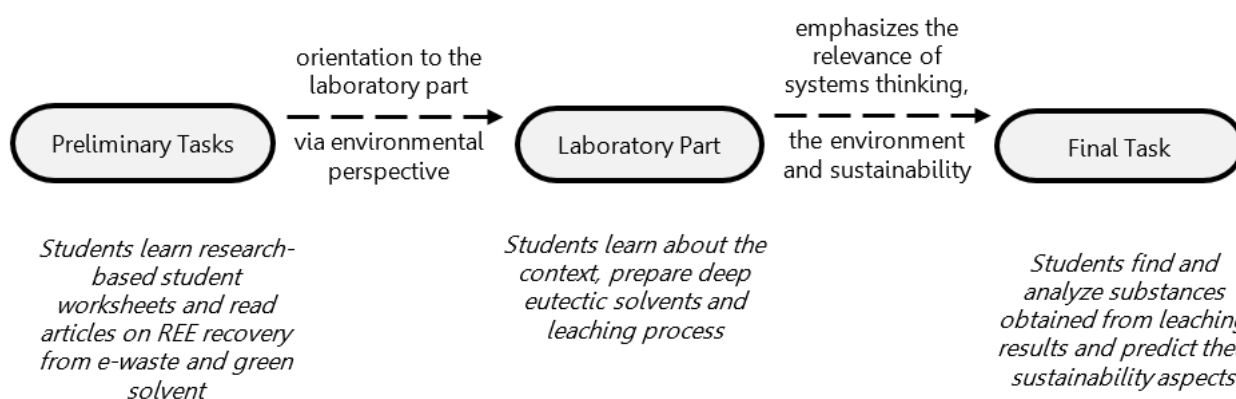 Preliminary Tasks
orientation to the
laboratory part
via environmental
perspective
Laboratory Part
emphasizes the
relevance of
systems thinking,
the environment
and sustainability
Final Task
Students learn research-
based student
worksheets and read
articles on REE recovery
from e-waste and green
solvent
Students learn about the
context, prepare deep
eutectic solvents and
leaching process
Students find and
analyze substances
obtained from leaching
results and predict the
sustainability aspects